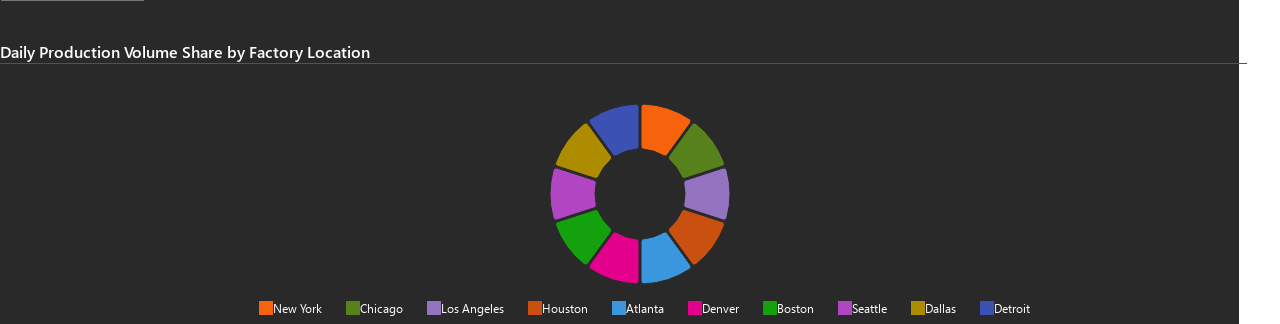 Daily Production Volume Share by Factory Location
New York Chicago Los Angeles Houston Atlanta Denver Boston Seattle Dallas Detroit